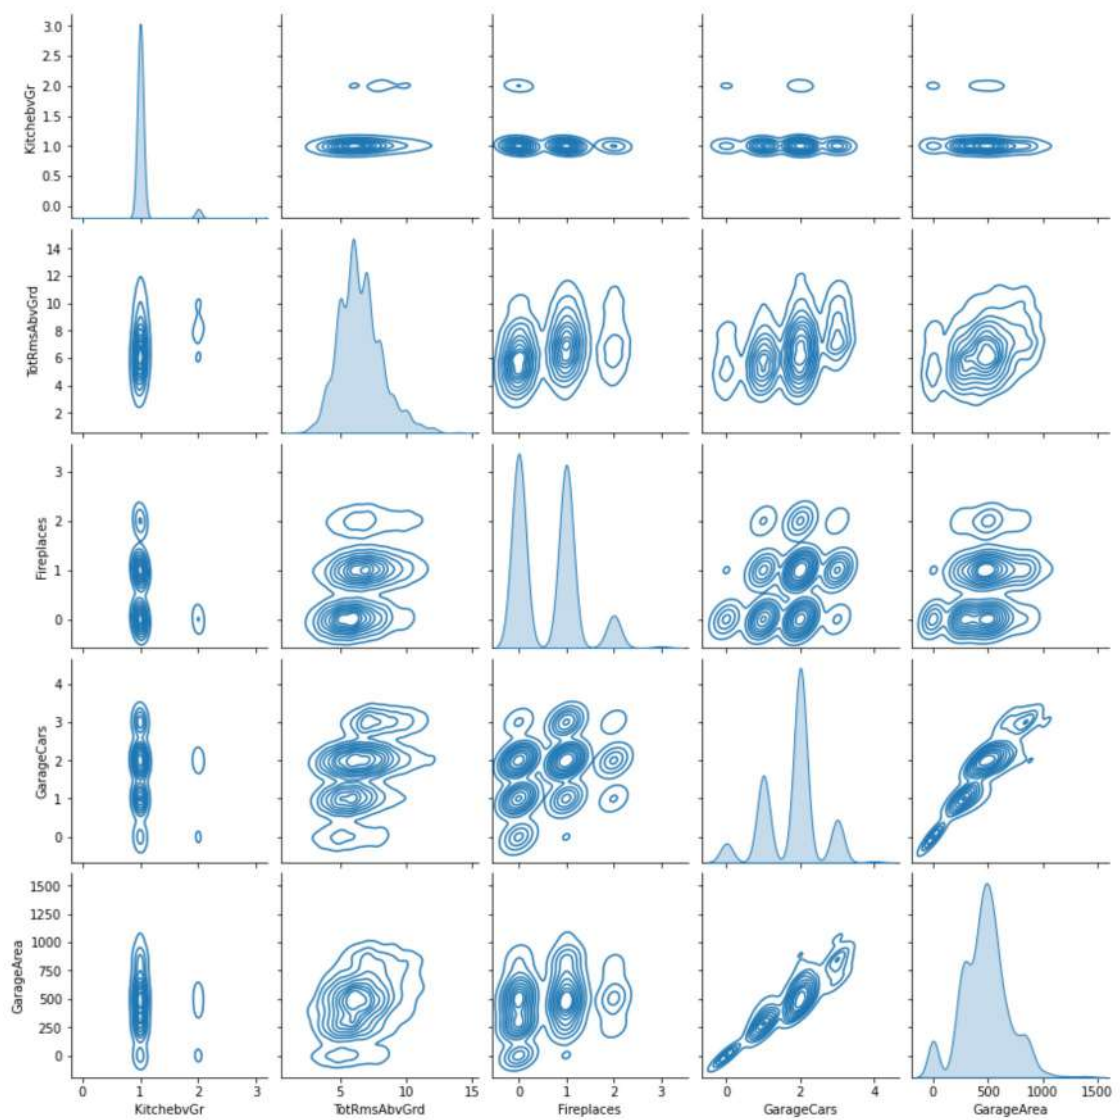 3.0
2.5
2.0
1.5
1.0
0.5
0.0
KitchebvGr
0 1 2 3
5 10 15
0 1 2 3
0 2 4
0 500 1000 1500
14
12
10
8
6
4
2
TotRmsAbvGrd
3
2
1
0
Fireplaces
4
3
2
1
0
GarageCars
1500
1250
1000
750
500
250
0
GarageArea
KitchebvGr TotRmsAbvGrd Fireplaces GarageCars GarageArea